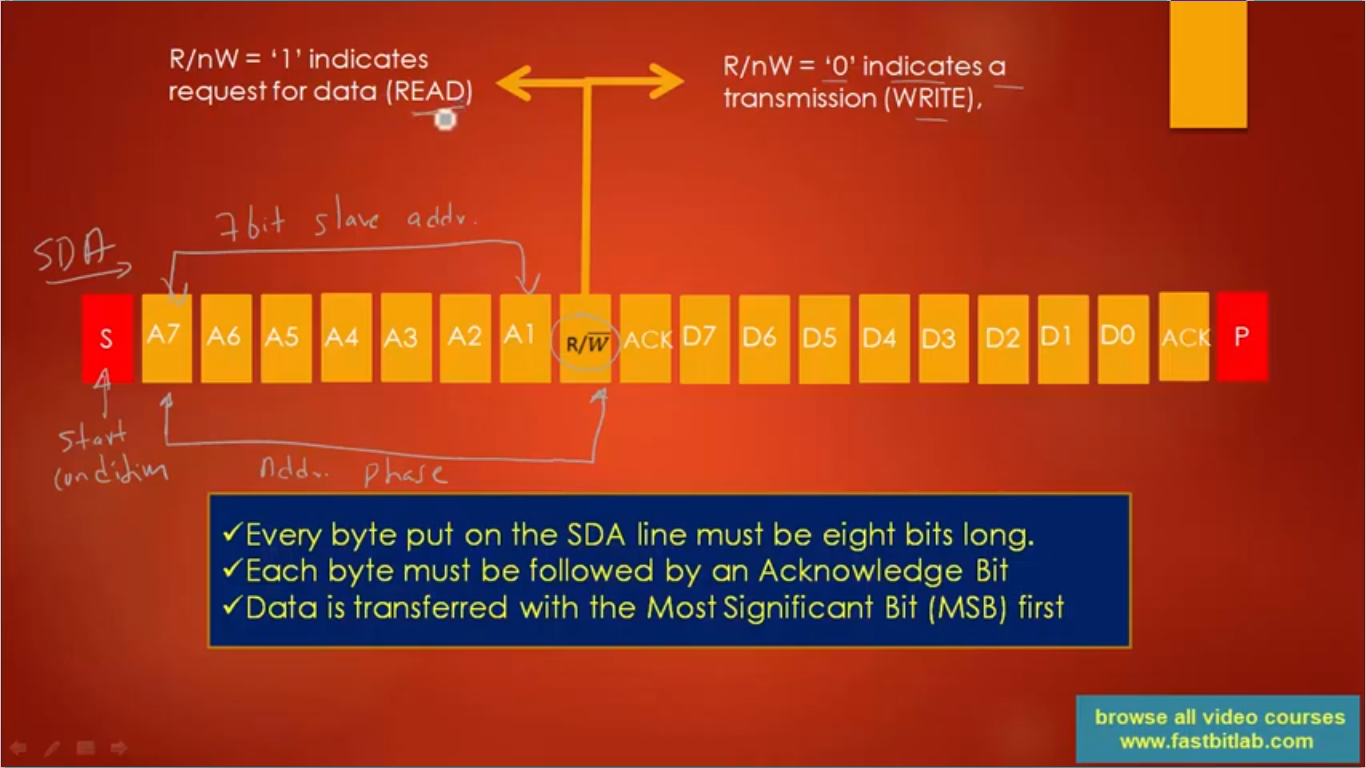 R/nW = ‘1’ indicates
request for data (READ)
R/nW = ‘0’ indicates a
transmission (WRITE),
7bit slave addr.
SDA
S A7 A6 A5 A4 A3 A2 A1 R/W̅ ACK D7 D6 D5 D4 D3 D2 D1 D0 ACK P
Start
condition
Addr. phase
✓Every byte put on the SDA line must be eight bits long.
✓Each byte must be followed by an Acknowledge Bit
✓Data is transferred with the Most Significant Bit (MSB) first
browse all video courses
www.fastbitlab.com